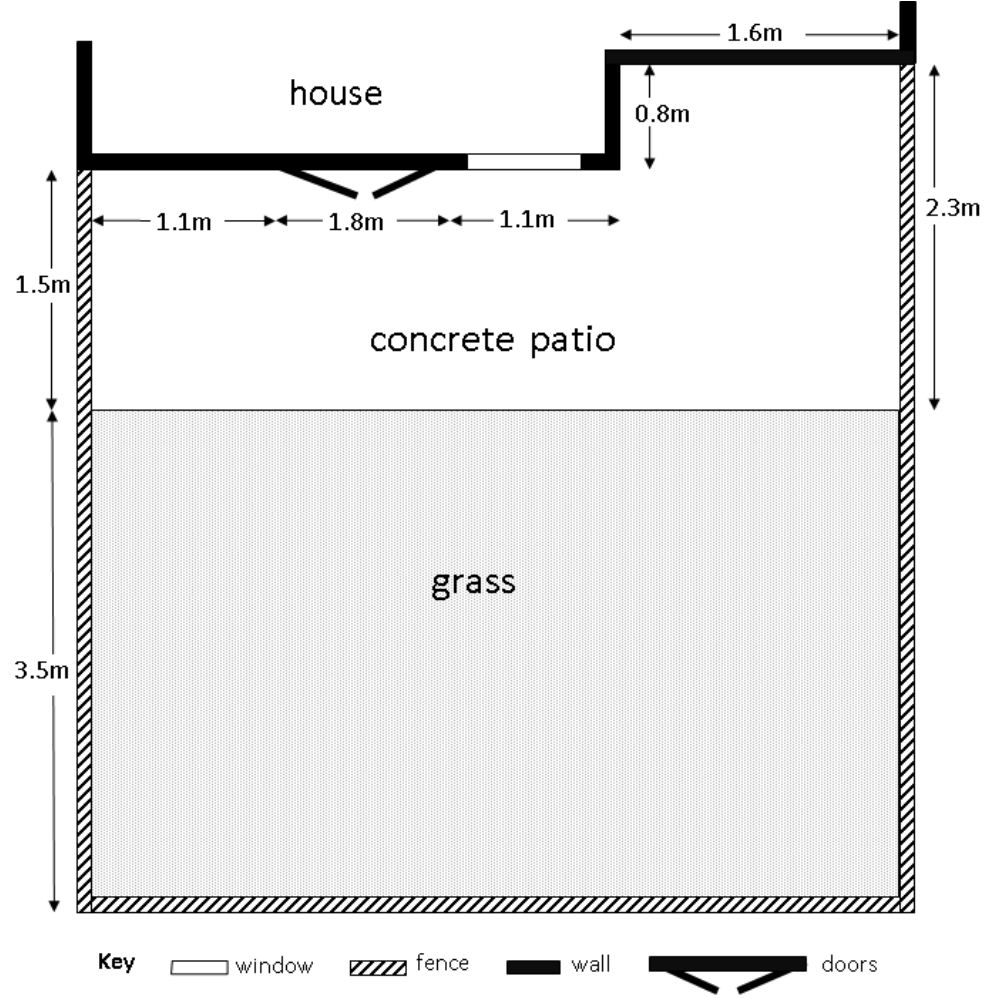 1.6m
house
0.8m
1.1m
1.8m
1.1m
2.3m
1.5m
concrete patio
grass
3.5m
Key
window
fence
wall
doors